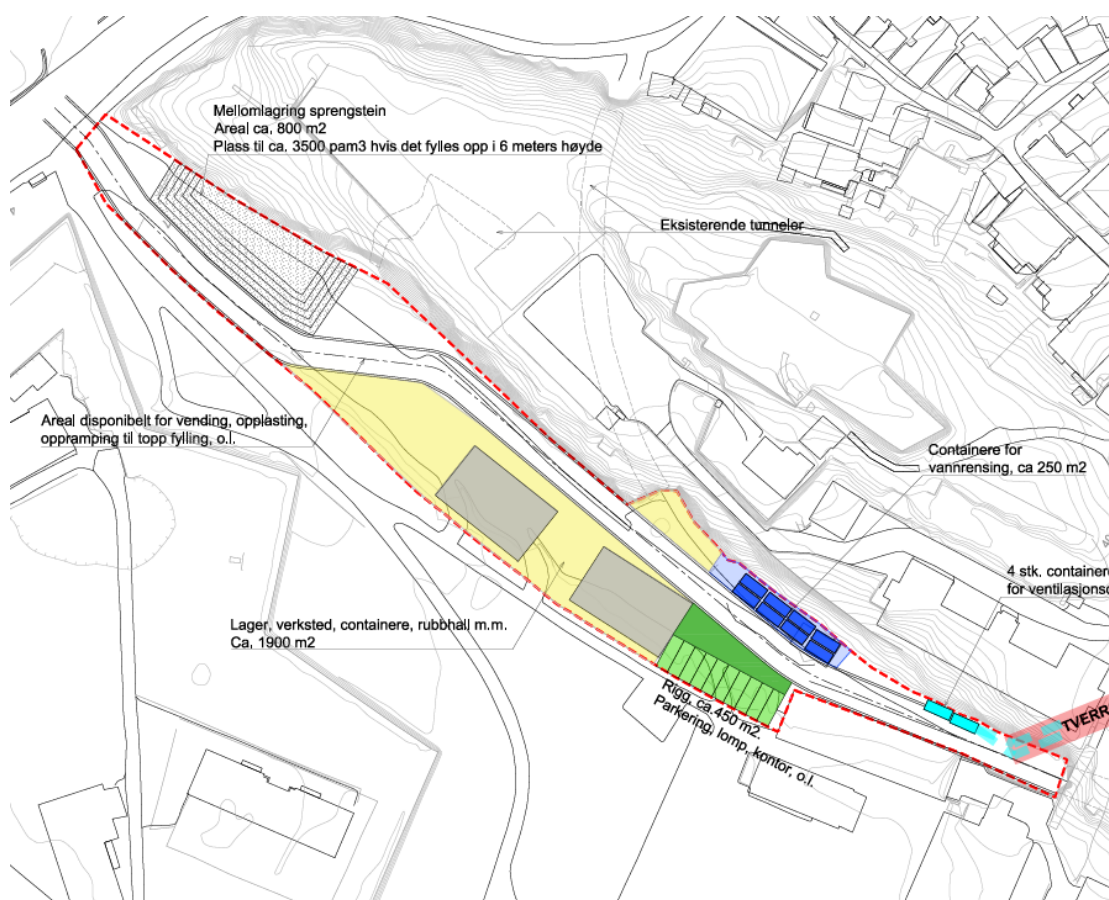 Mellomlagring sprengstein
Areal ca. 800 m2
Plass til ca. 3500 pam3 hvis det fylles opp i 6 meters høyde
Eksisterende tunneler
Areal disponibelt for vending, opplasting,
oppramping til topp fylling, o.l.
Containere for
vannrensing, ca 250 m2
4 stk. containere
for ventilasjonsd
Lager, verksted, containere, rubbhall m.m.
Ca. 1900 m2
Rigg, ca.450 m2.
Parkering, lomp, kontor, o.l.
TVERR